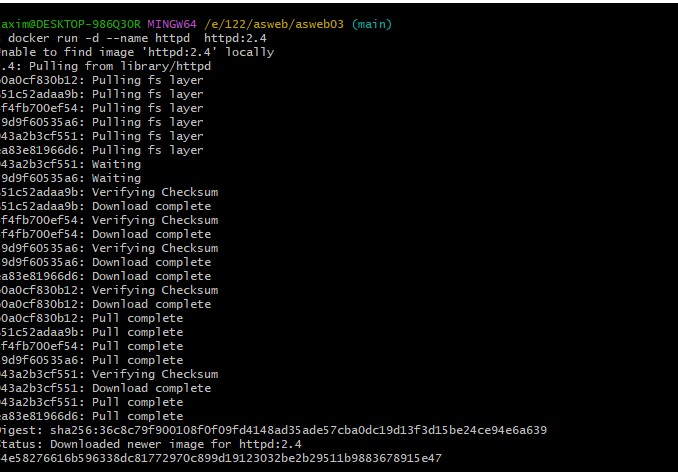 axim@DESKTOP-986Q3OR MINGW64 /e/122/asweb/asweb03 (main)
docker run -d --name httpd  httpd:2.4
nable to find image 'httpd:2.4' locally
.4: Pulling from library/httpd
0a0cf830b12: Pulling fs layer
51c52adaa9b: Pulling fs layer
f4fb700ef54: Pulling fs layer
9d9f60535a6: Pulling fs layer
43a2b3cf551: Pulling fs layer
a83e81966d6: Pulling fs layer
43a2b3cf551: Waiting
9d9f60535a6: Waiting
51c52adaa9b: Verifying Checksum
51c52adaa9b: Download complete
f4fb700ef54: Verifying Checksum
f4fb700ef54: Download complete
9d9f60535a6: Verifying Checksum
9d9f60535a6: Download complete
a83e81966d6: Download complete
0a0cf830b12: Verifying Checksum
0a0cf830b12: Download complete
0a0cf830b12: Pull complete
51c52adaa9b: Pull complete
f4fb700ef54: Pull complete
9d9f60535a6: Pull complete
43a2b3cf551: Verifying Checksum
43a2b3cf551: Download complete
43a2b3cf551: Pull complete
a83e81966d6: Pull complete
igest: sha256:36c8c79f900108f0f09fd4148ad35ade57cba0dc19d13f3d15be24ce94e6a639
tatus: Downloaded newer image for httpd:2.4
4e58276616b596338dc81772970c899d19123032be2b29511b9883678915e47